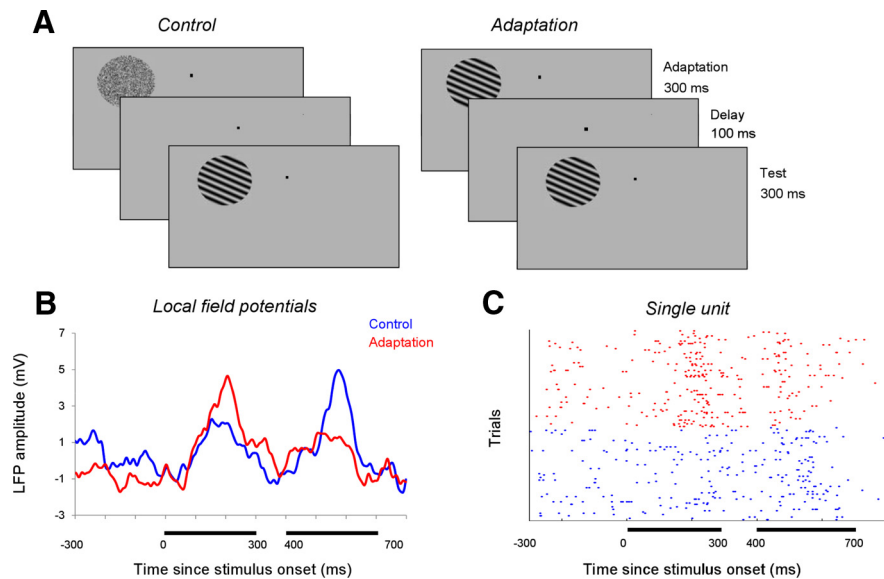 A
Control
Adaptation
Adaptation
300 ms
Delay
100 ms
Test
300 ms
B
Local field potentials
Control
Adaptation
LFP amplitude (mV)
7
5
3
1
-1
-3
-300 0 300 400 700
Time since stimulus onset (ms)
C
Single unit
Trials
-300 0 300 400 700
Time since stimulus onset (ms)